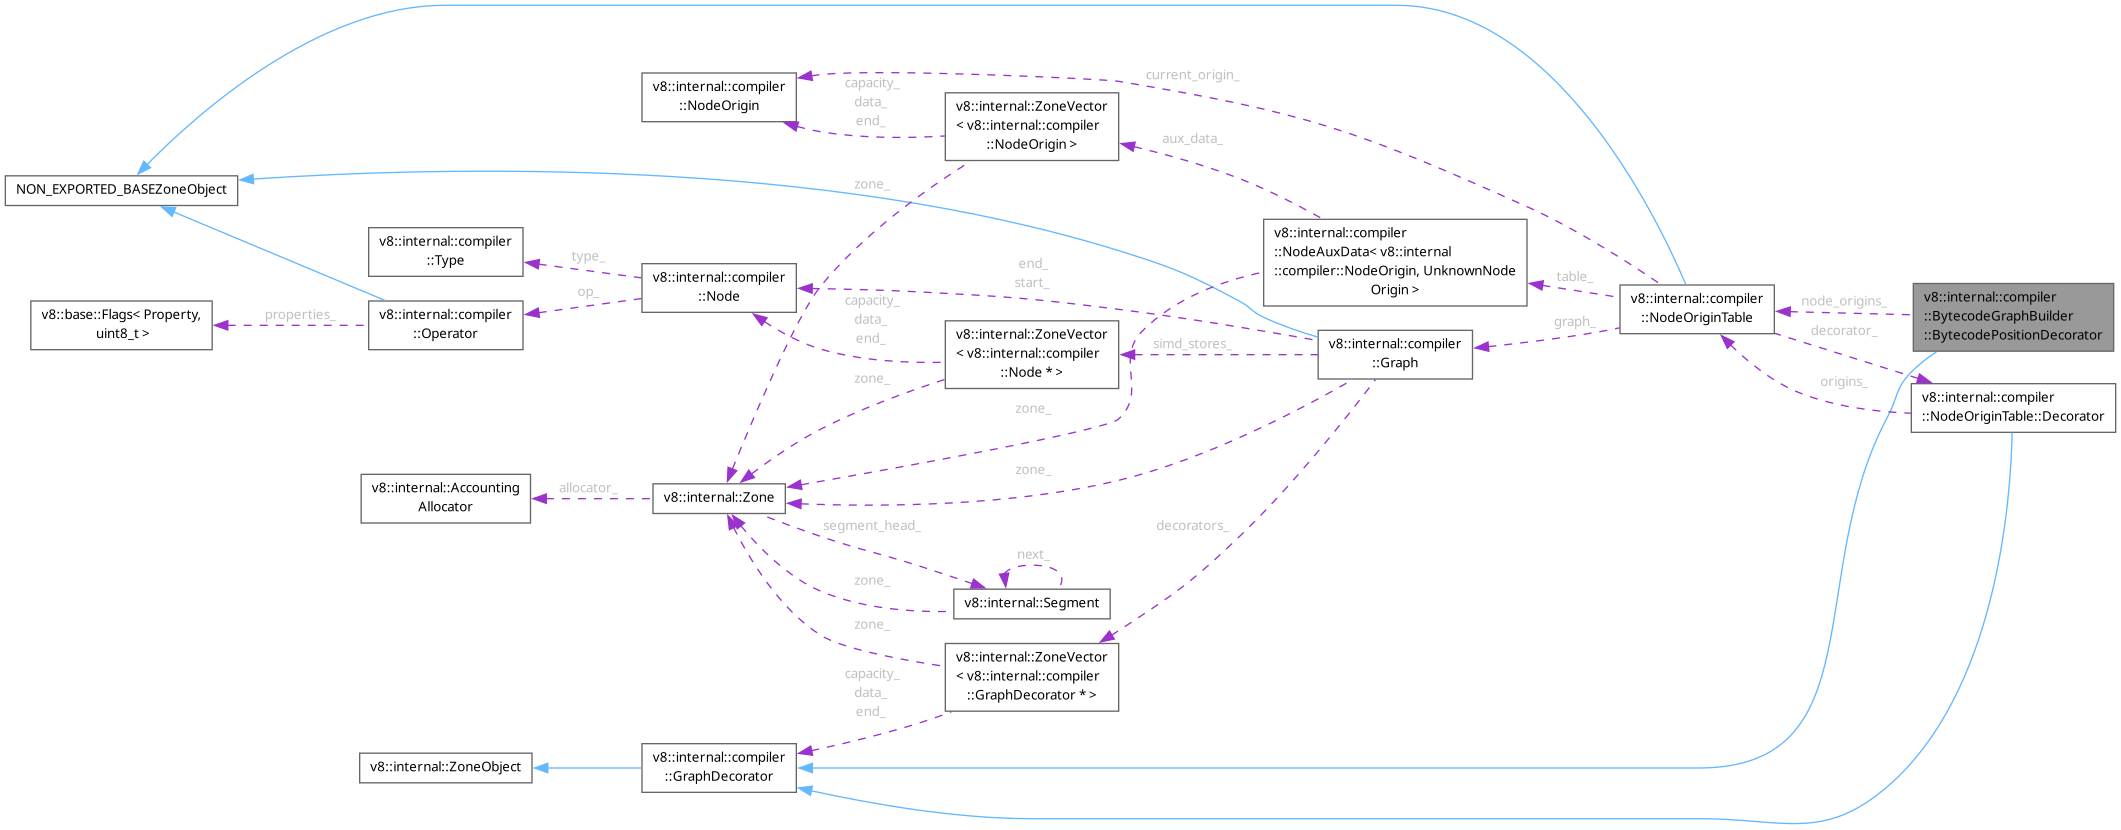 current_origin_
v8::internal::compiler
::NodeOrigin
capacity_
data_
end_
v8::internal::ZoneVector
< v8::internal::compiler
::NodeOrigin >
aux_data_
NON_EXPORTED_BASEZoneObject
zone_
v8::internal::compiler
::Type
type_
v8::internal::compiler
::Node
op_
v8::base::Flags< Property,
uint8_t >
properties_
v8::internal::compiler
::Operator
capacity_
data_
end_
end_
start_
v8::internal::ZoneVector
< v8::internal::compiler
::Node * >
simd_stores_
zone_
zone_
v8::internal::compiler
::NodeAuxData< v8::internal
::compiler::NodeOrigin, UnknownNode
Origin >
table_
graph_
v8::internal::compiler
::Graph
v8::internal::compiler
::NodeOriginTable
node_origins_
decorator_
origins_
v8::internal::compiler
::BytecodeGraphBuilder
::BytecodePositionDecorator
v8::internal::compiler
::NodeOriginTable::Decorator
v8::internal::Accounting
Allocator
allocator_
v8::internal::Zone
zone_
segment_head_
next_
zone_
v8::internal::Segment
decorators_
zone_
capacity_
data_
end_
v8::internal::ZoneVector
< v8::internal::compiler
::GraphDecorator * >
v8::internal::ZoneObject
v8::internal::compiler
::GraphDecorator